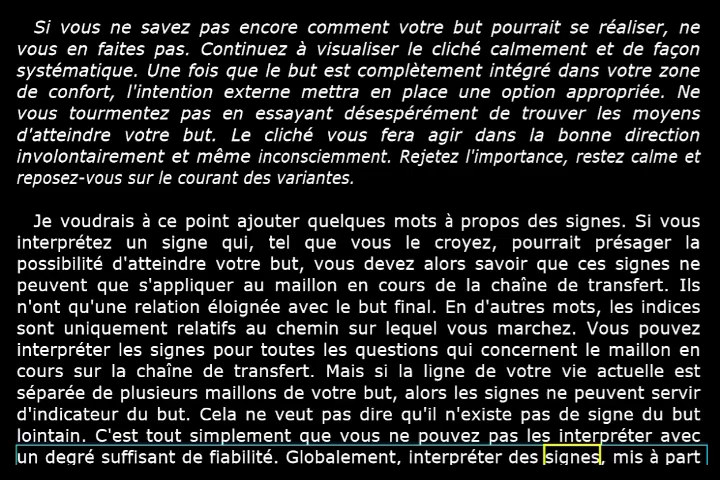 Si vous ne savez pas encore comment votre but pourrait se réaliser, ne
vous en faites pas. Continuez à visualiser le cliché calmement et de façon
systématique. Une fois que le but est complètement intégré dans votre zone
de confort, l'intention externe mettra en place une option appropriée. Ne
vous tourmentez pas en essayant désespérément de trouver les moyens
d'atteindre votre but. Le cliché vous fera agir dans la bonne direction
involontairement et même inconsciemment. Rejetez l'importance, restez calme et
reposez-vous sur le courant des variantes.
Je voudrais à ce point ajouter quelques mots à propos des signes. Si vous
interprétez un signe qui, tel que vous le croyez, pourrait présager la
possibilité d'atteindre votre but, vous devez alors savoir que ces signes ne
peuvent que s'appliquer au maillon en cours de la chaîne de transfert. Ils
n'ont qu'une relation éloignée avec le but final. En d'autres mots, les indices
sont uniquement relatifs au chemin sur lequel vous marchez. Vous pouvez
interpréter les signes pour toutes les questions qui concernent le maillon en
cours sur la chaîne de transfert. Mais si la ligne de votre vie actuelle est
séparée de plusieurs maillons de votre but, alors les signes ne peuvent servir
d'indicateur du but. Cela ne veut pas dire qu'il n'existe pas de signe du but
lointain. C'est tout simplement que vous ne pouvez pas les interpréter avec
un degré suffisant de fiabilité. Globalement, interpréter des signes, mis à part